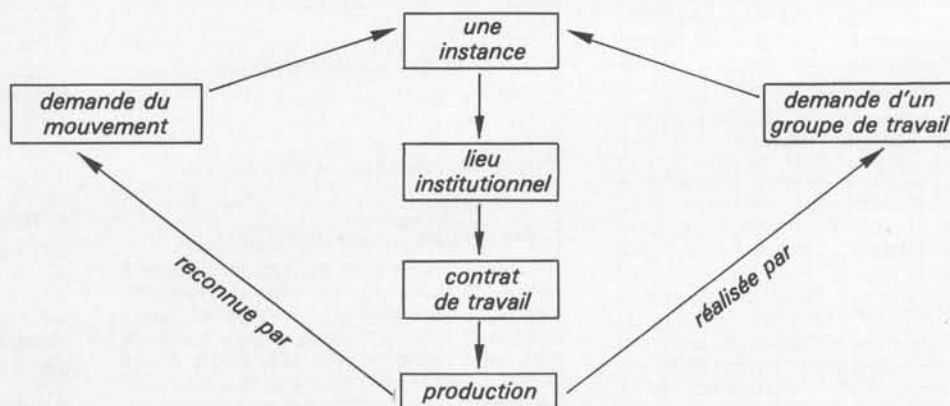 une
instance
demande du
mouvement
demande d'un
groupe de travail
lieu
institutionnel
reconnue par
contrat
de travail
réalisée par
production